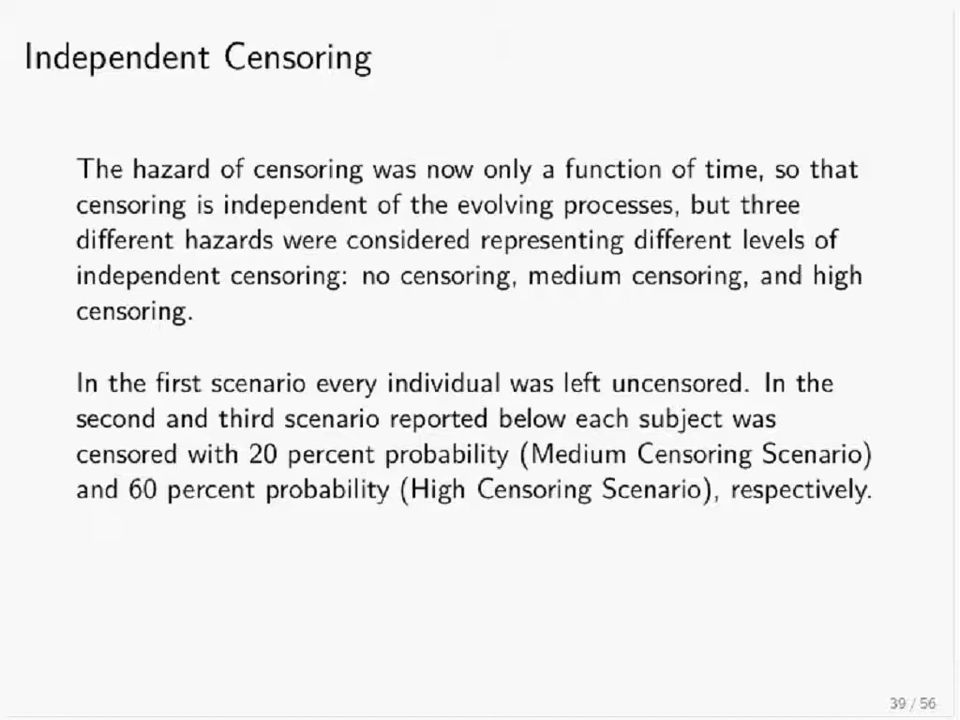 Independent Censoring
The hazard of censoring was now only a function of time, so that
censoring is independent of the evolving processes, but three
different hazards were considered representing different levels of
independent censoring: no censoring, medium censoring, and high
censoring.
In the first scenario every individual was left uncensored. In the
second and third scenario reported below each subject was
censored with 20 percent probability (Medium Censoring Scenario)
and 60 percent probability (High Censoring Scenario), respectively.
39 / 56